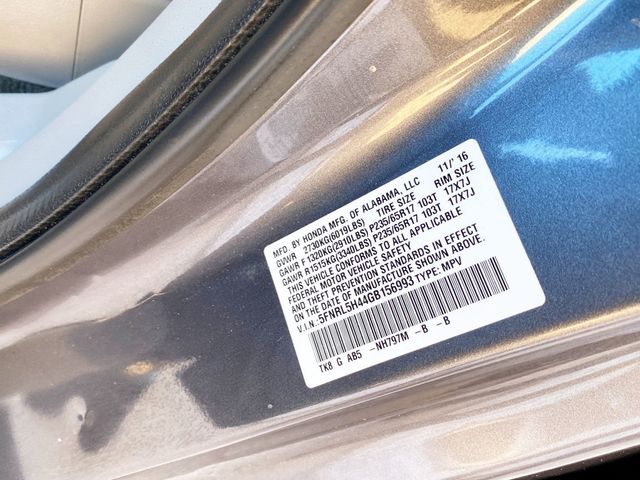 MFD. BY HONDA MFG. OF ALABAMA, LLC 11/'16
GVWR 2730KG(6019LBS) TIRE SIZE RIM SIZE
GAWR F 1320KG(2910LBS) P235/65R17 103T 17X7J
GAWR R 1515KG(3340LBS) P235/65R17 103T 17X7J
THIS VEHICLE CONFORMS TO ALL APPLICABLE
FEDERAL MOTOR VEHICLE SAFETY
AND THEFT PREVENTION STANDARDS IN EFFECT
ON THE DATE OF MANUFACTURE SHOWN ABOVE.
V.I.N.:5FNRL5H44GB156993 TYPE: MPV
TK8 G AB5 -NH797M -B -B